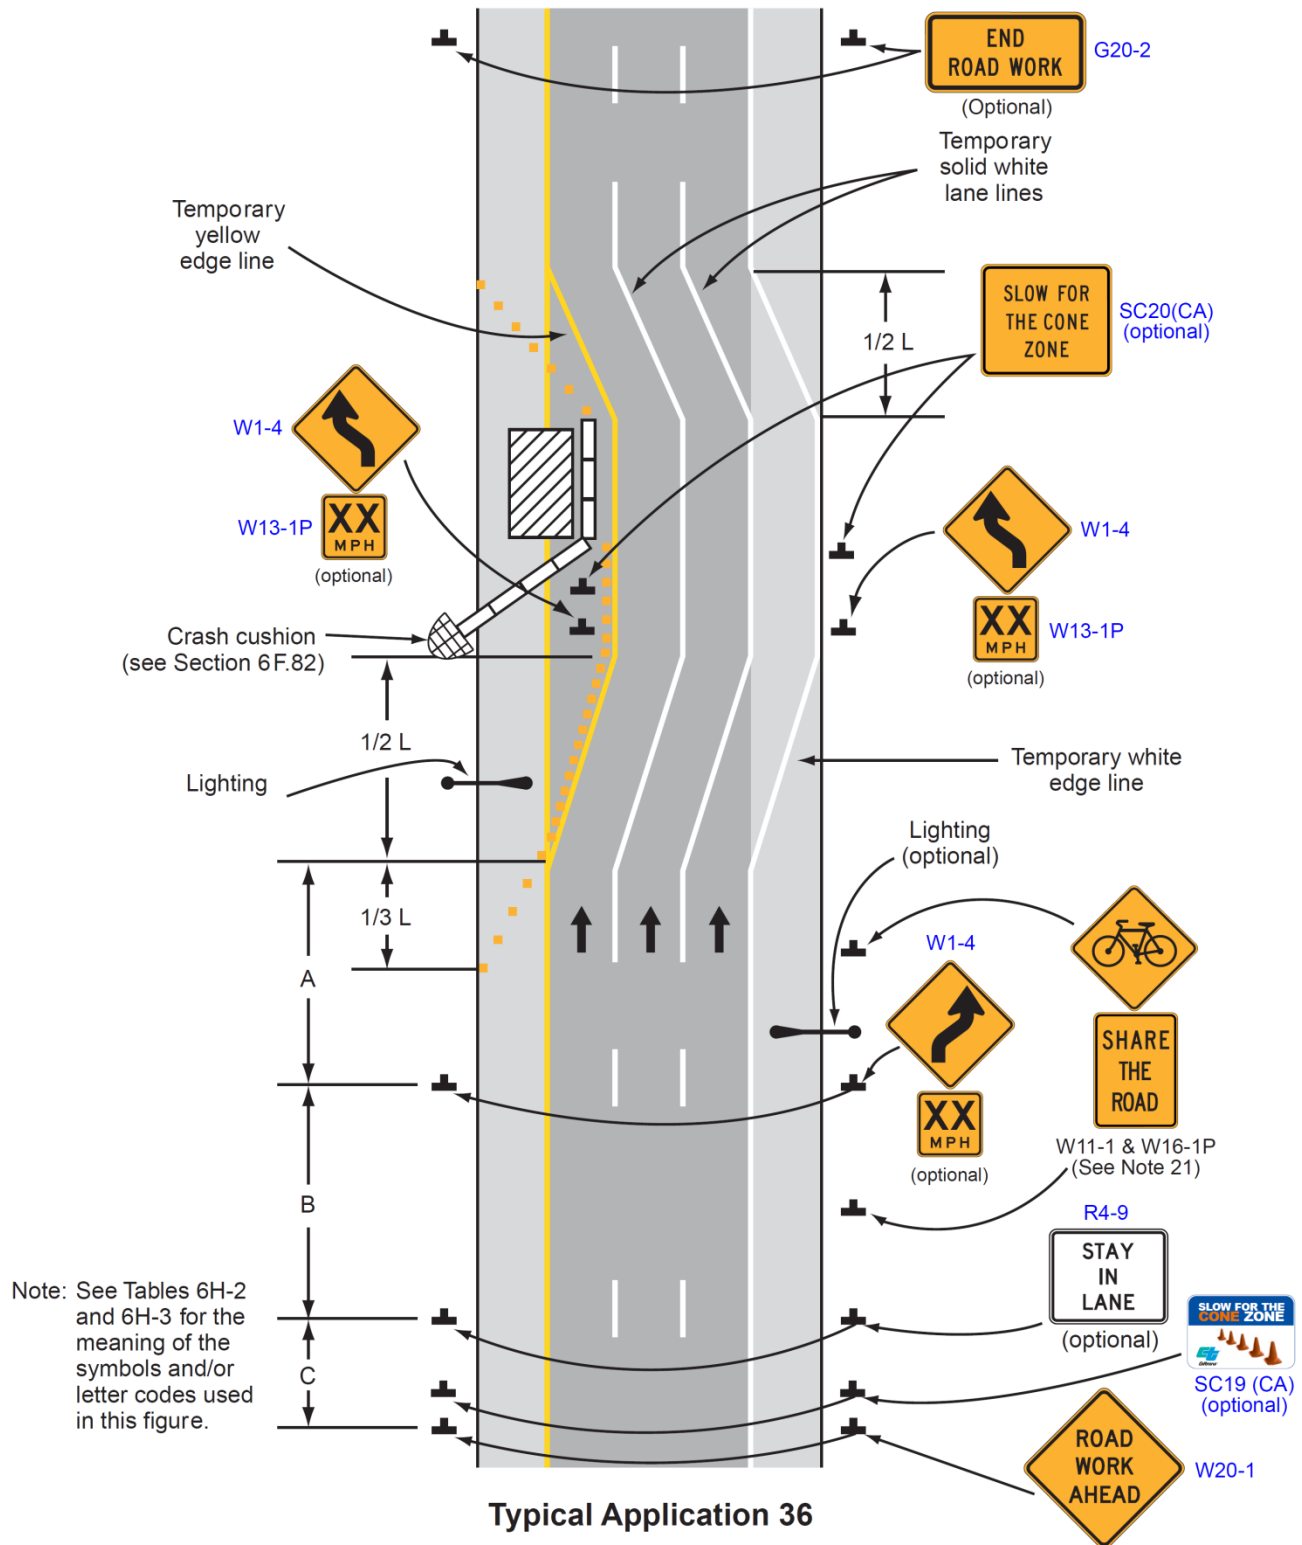 END
ROAD WORK
G20-2
(Optional)
Temporary
solid white
lane lines
Temporary
yellow
edge line
SLOW FOR
THE CONE
ZONE
SC20(CA)
(optional)
1/2 L
W1-4
W13-1P
XX
MPH
(optional)
W1-4
XX
MPH
W13-1P
(optional)
Crash cushion
(see Section 6F.82)
1/2 L
Lighting
Temporary white
edge line
Lighting
(optional)
1/3 L
A
W1-4
XX
MPH
(optional)
SHARE
THE
ROAD
W11-1 & W16-1P
(See Note 21)
B
R4-9
STAY
IN
LANE
(optional)
Note: See Tables 6H-2
and 6H-3 for the
meaning of the
symbols and/or
letter codes used
in this figure.
C
SLOW FOR THE
CONE ZONE
Caltrans
SC19 (CA)
(optional)
ROAD
WORK
AHEAD
W20-1
Typical Application 36